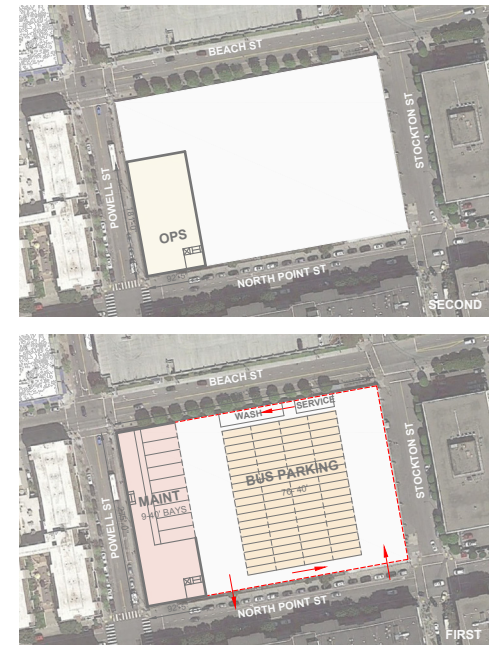 BEACH ST
POWELL ST
STOCKTON ST
OPS
NORTH POINT ST
SECOND
BEACH ST
SERVICE
WASH
BUS PARKING
76- 40'
MAINT
9-40' BAYS
POWELL ST
STOCKTON ST
NORTH POINT ST
FIRST